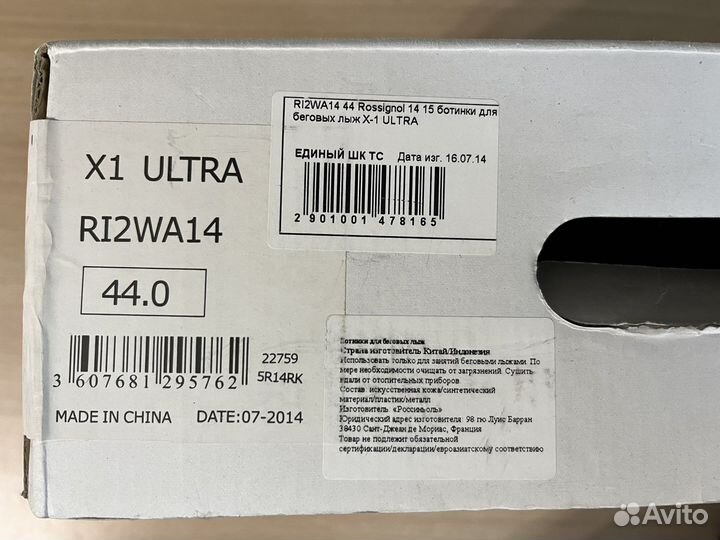 RI2WA14 44 Rossignol 14 15 ботинки для
беговых лыж X-1 ULTRA
ЕДИНЫЙ ШК ТС Дата изг. 16.07.14
2 901001 478165
X1 ULTRA
RI2WA14
44.0
3 607681 295762
22759
5R14RK
MADE IN CHINA DATE:07-2014
Ботинки для беговых лыж
Страна изготовитель Китай/Индонезия
Использовать только для занятий беговыми лыжами. По
мере необходимости очищать от загрязнений. Сушить
вдали от отопительных приборов.
Состав: искусственная кожа/синтетический
материал/пластик/металл
Изготовитель: «Россиньоль»
Юридический адрес изготовителя: 98 рю Луис Барран
38430 Сант-Джеан де Мориас, Франция
Товар не подлежит обязательной
сертификации/декларации/евроазиатскому соответствию
Avito